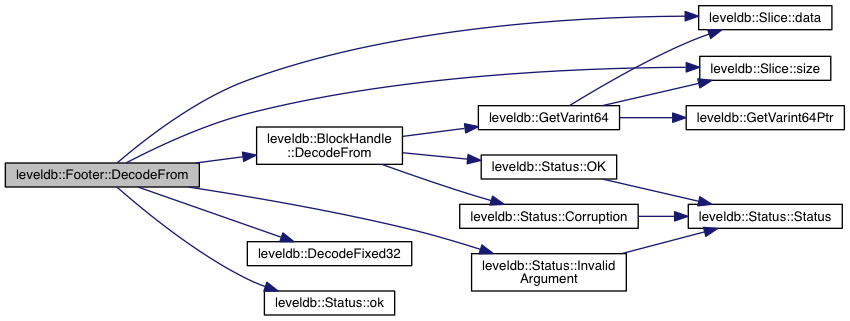 leveldb::Slice::data
leveldb::Slice::size
leveldb::GetVarint64
leveldb::GetVarint64Ptr
leveldb::BlockHandle
::DecodeFrom
leveldb::Footer::DecodeFrom
leveldb::Status::OK
leveldb::Status::Corruption
leveldb::Status::Status
leveldb::DecodeFixed32
leveldb::Status::Invalid
Argument
leveldb::Status::ok